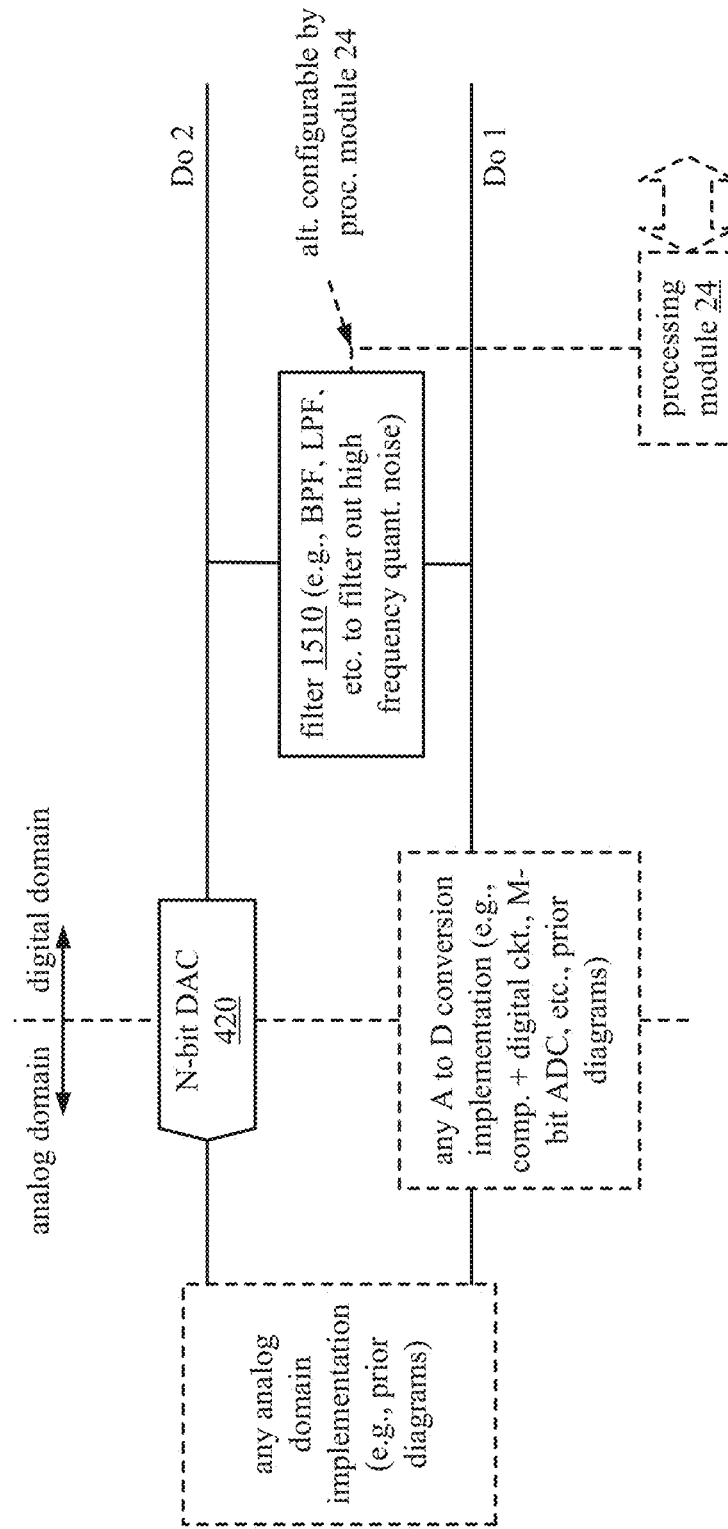 analog domain
digital domain
any analog
domain
implementation
(e.g., prior
diagrams)
N-bit DAC
420
any A to D conversion
implementation (e.g.,
comp. + digital ckt., M-
bit ADC, etc., prior
diagrams)
filter 1510 (e.g., BPF, LPF,
etc. to filter out high
frequency quant. noise)
Do 2
alt. configurable by
proc. module 24
Do 1
processing
module 24